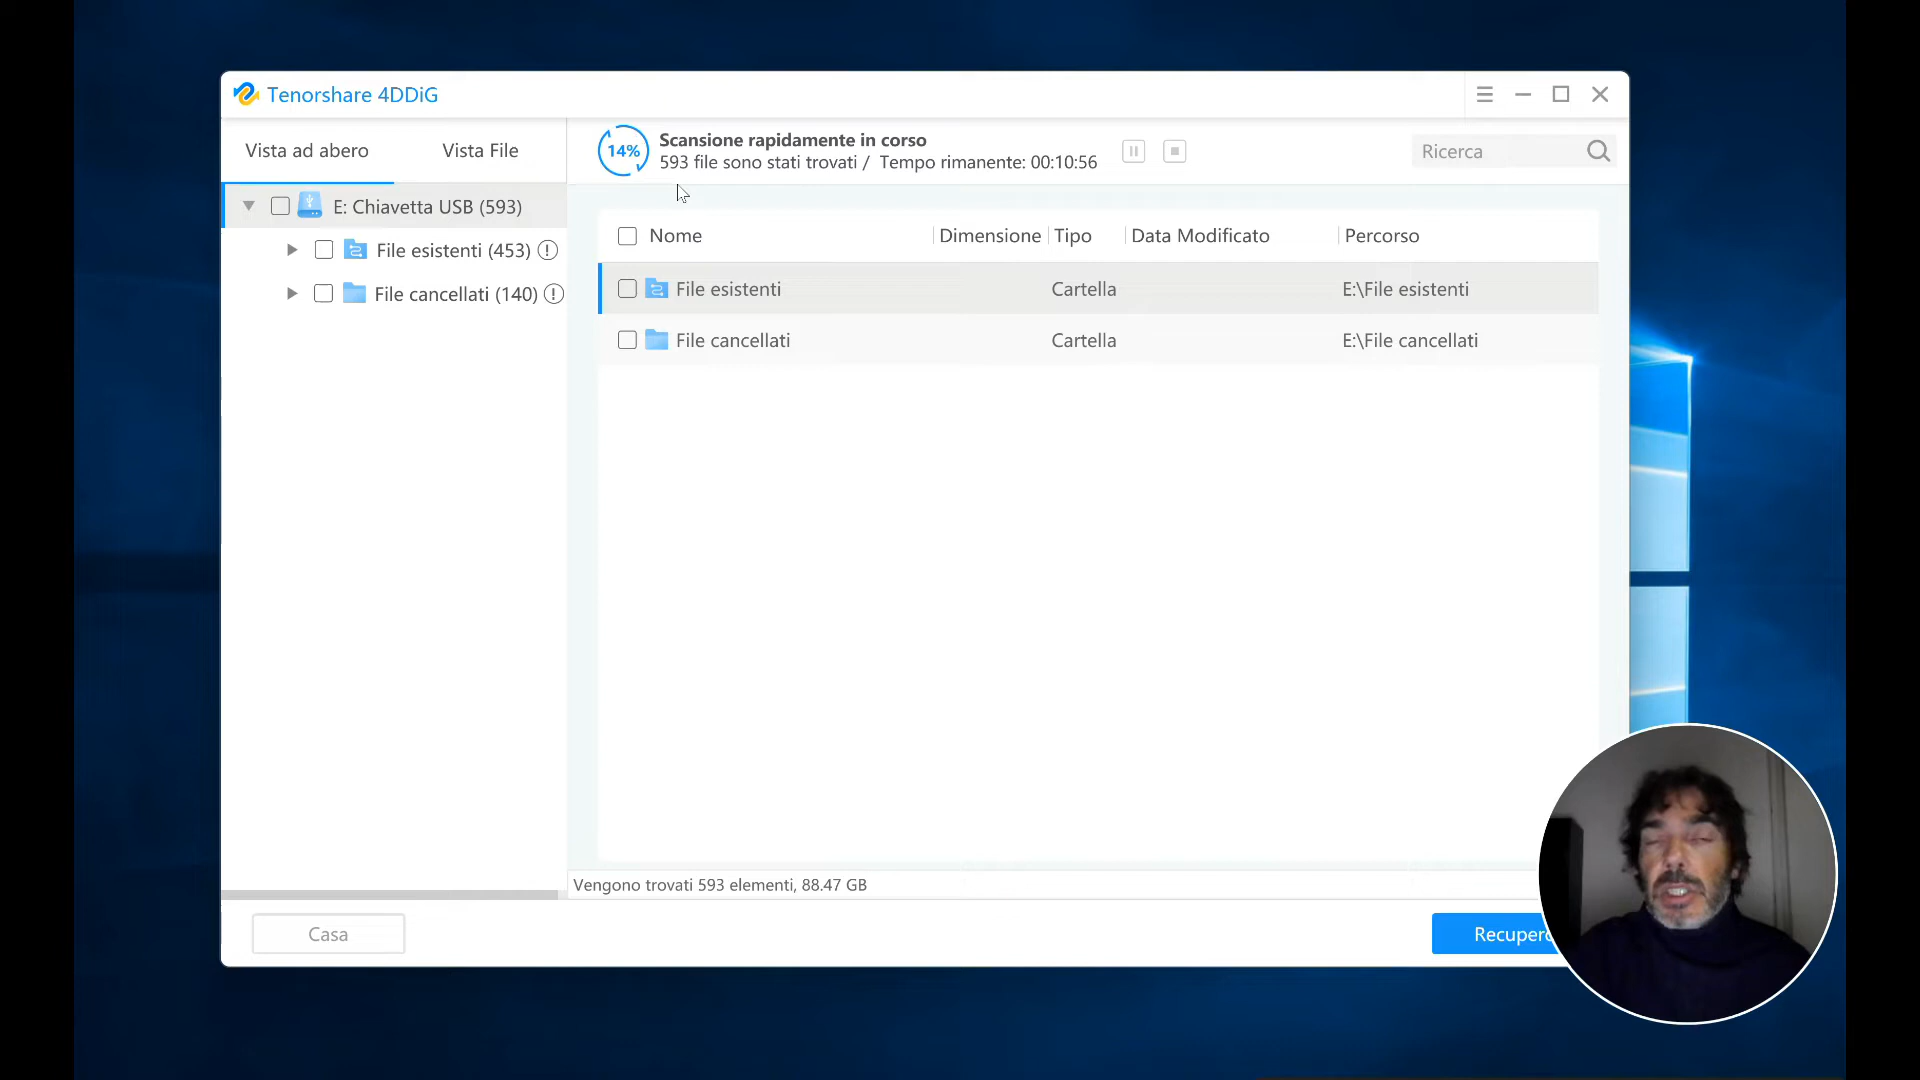 Tenorshare 4DDiG
Vista ad abero
Vista File
14%
Scansione rapidamente in corso
593 file sono stati trovati / Tempo rimanente: 00:10:56
Ricerca
E: Chiavetta USB (593)
File esistenti (453)
File cancellati (140)
Nome
Dimensione
Tipo
Data Modificato
Percorso
File esistenti
Cartella
E:\File esistenti
File cancellati
Cartella
E:\File cancellati
Vengono trovati 593 elementi, 88.47 GB
Casa
Recupero